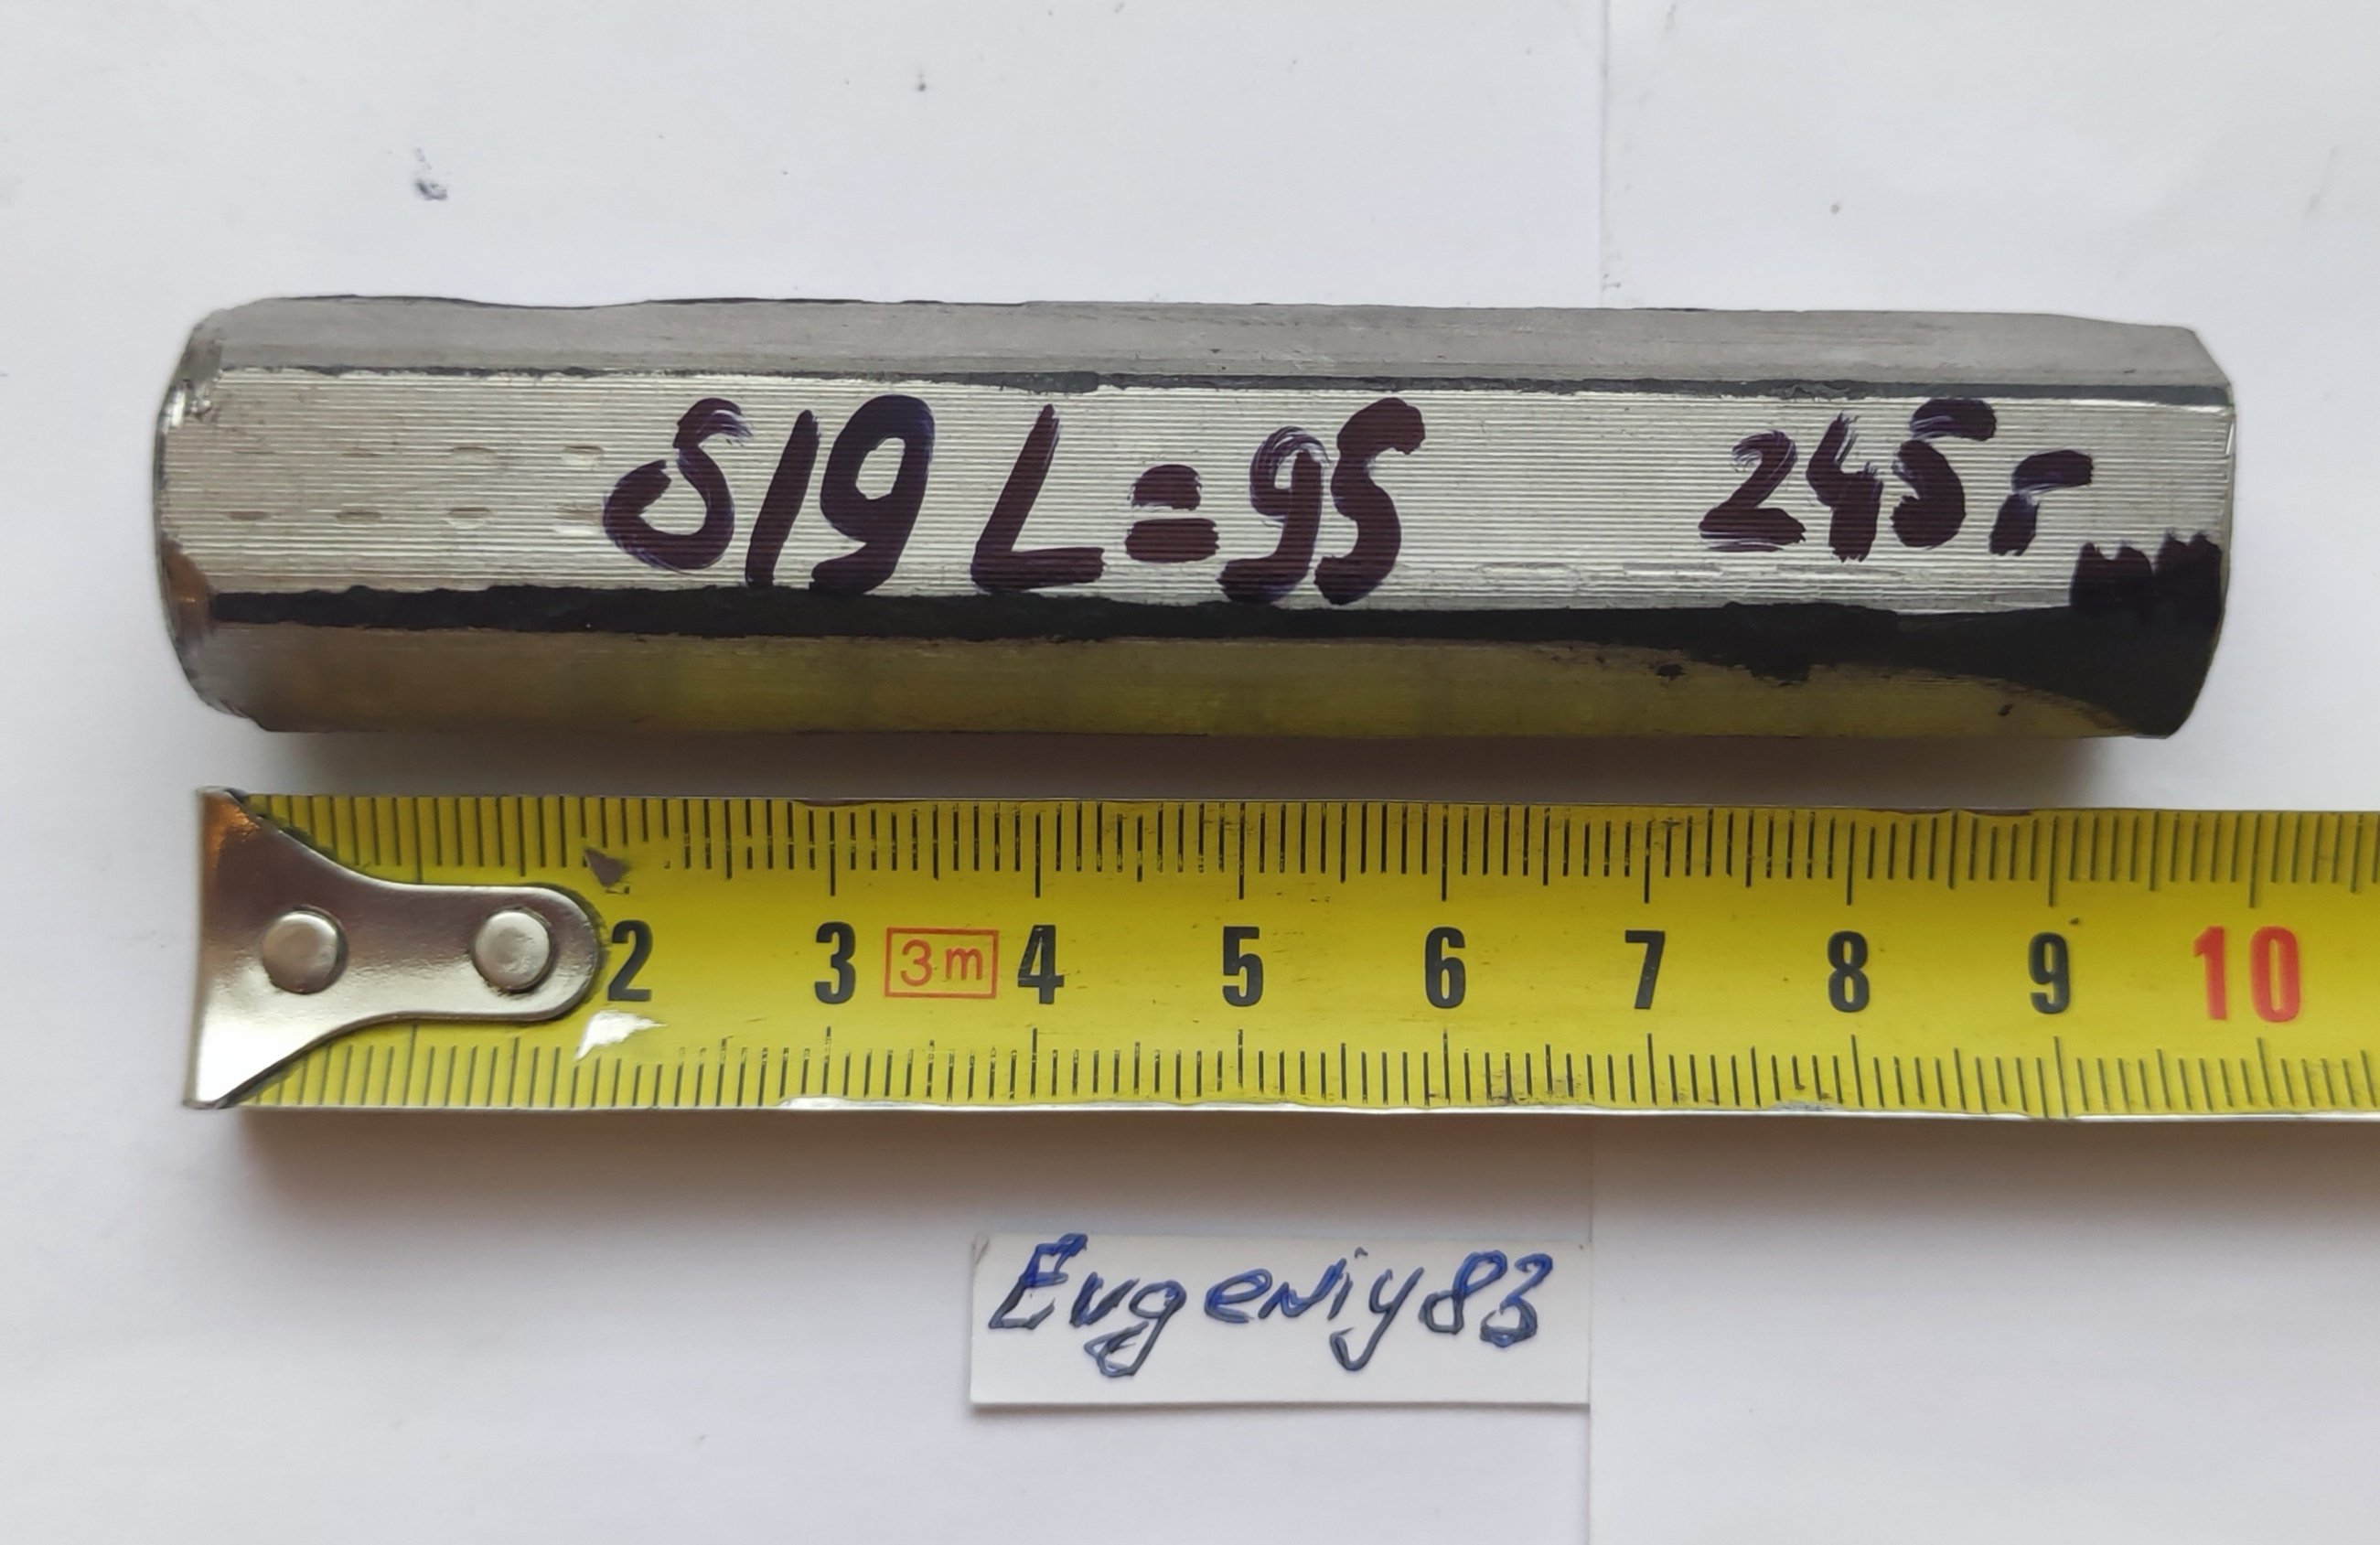 S19 L=95 245г
2 3 3m 4 5 6 7 8 9 10
Evgeniy83